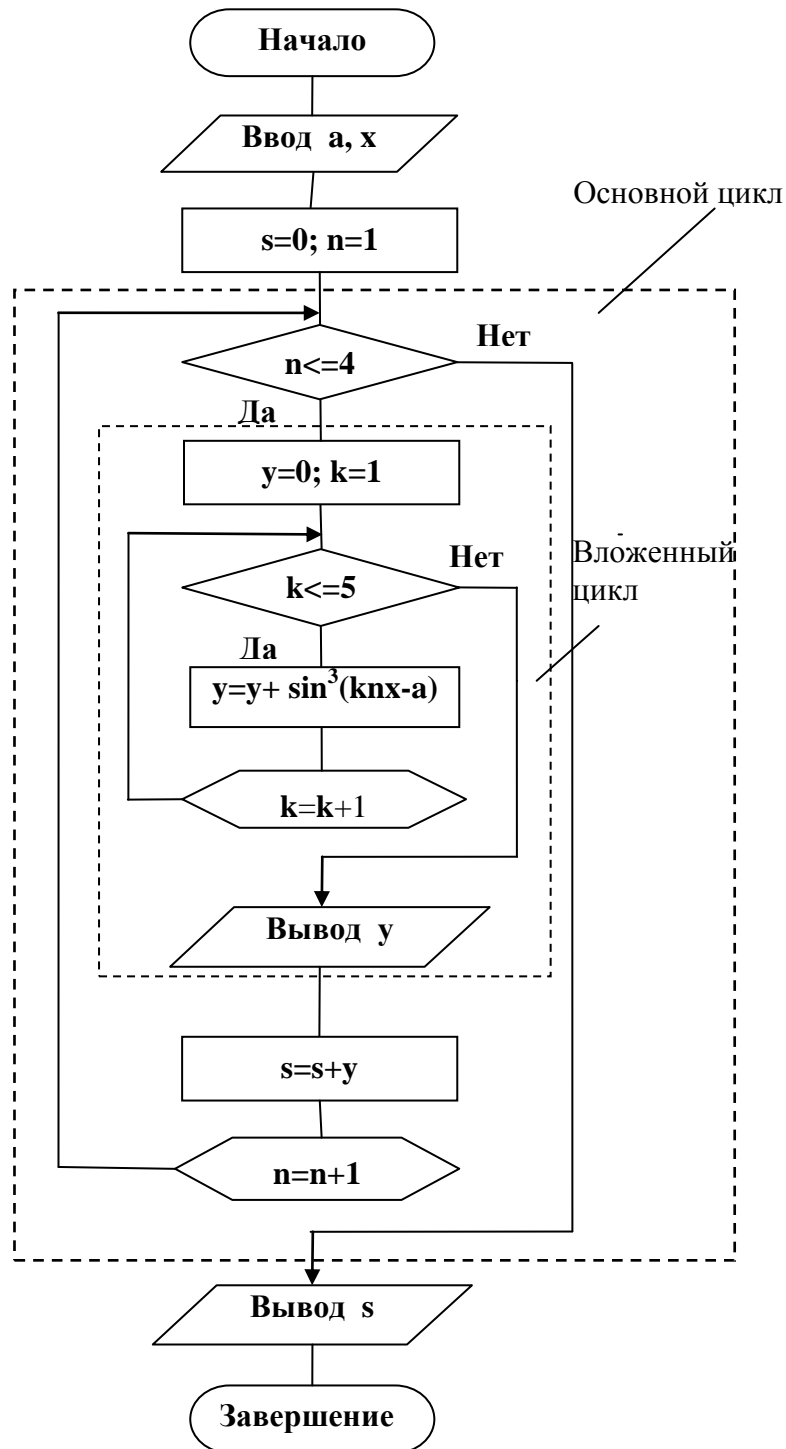 Начало
Ввод a, x
Основной цикл
s=0; n=1
Нет
n<=4
Да
y=0; k=1
Нет
Вложенный
цикл
k<=5
Да
y=y+ sin³(knx-a)
k=k+1
Вывод y
s=s+y
n=n+1
Вывод s
Завершение